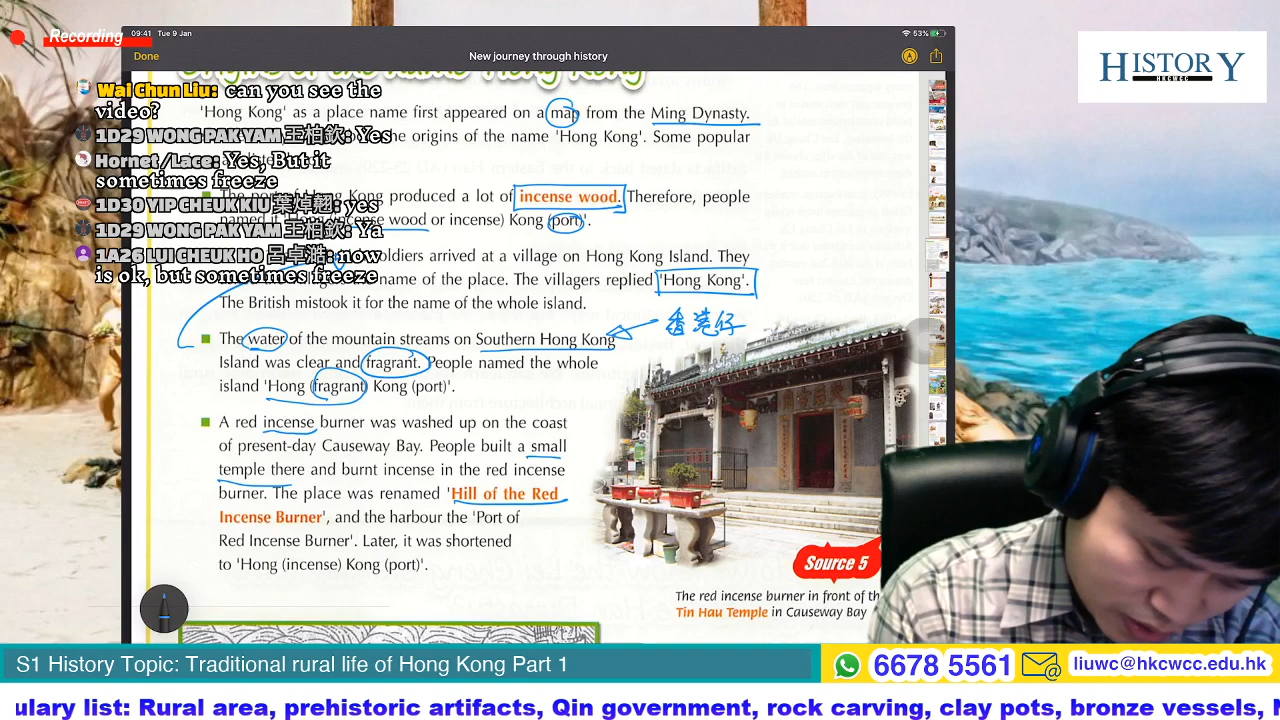 Recording
09:41 Tue 9 Jan
53%
Done
New journey through history
HISTORY
HKCWCC
Origins of the name 'Hong Kong'
'Hong Kong' as a place name first appeared on a map from the Ming Dynasty.
the origins of the name 'Hong Kong'. Some popular
Wai Chun Liu: can you see the
video?
1D29 WONG PAK YAM 王柏欽: Yes
Hornet/Lace: Yes, But it
sometimes freeze
1D30 YIP CHEUK KIU 葉卓翹: yes
1D29 WONG PAK YAM 王柏欽: Ya
1A26 LUI CHEUK HO 呂卓浩: now
is ok, but sometimes freeze
Hong Kong produced a lot of incense wood. Therefore, people
wood or incense) Kong (port)'.
soldiers arrived at a village on Hong Kong Island. They
name of the place. The villagers replied 'Hong Kong'.
The British mistook it for the name of the whole island.
The water of the mountain streams on Southern Hong Kong
香港仔
Island was clear and fragrant. People named the whole
island 'Hong (fragrant) Kong (port)'.
A red incense burner was washed up on the coast
of present-day Causeway Bay. People built a small
temple there and burnt incense in the red incense
burner. The place was renamed 'Hill of the Red
Incense Burner', and the harbour the 'Port of
Red Incense Burner'. Later, it was shortened
to 'Hong (incense) Kong (port)'.
Source 5
The red incense burner in front of th
Tin Hau Temple in Causeway Bay
S1 History Topic: Traditional rural life of Hong Kong Part 1
6678 5561
liuwc@hkcwcc.edu.hk
ulary list: Rural area, prehistoric artifacts, Qin government, rock carving, clay pots, bronze vessels,